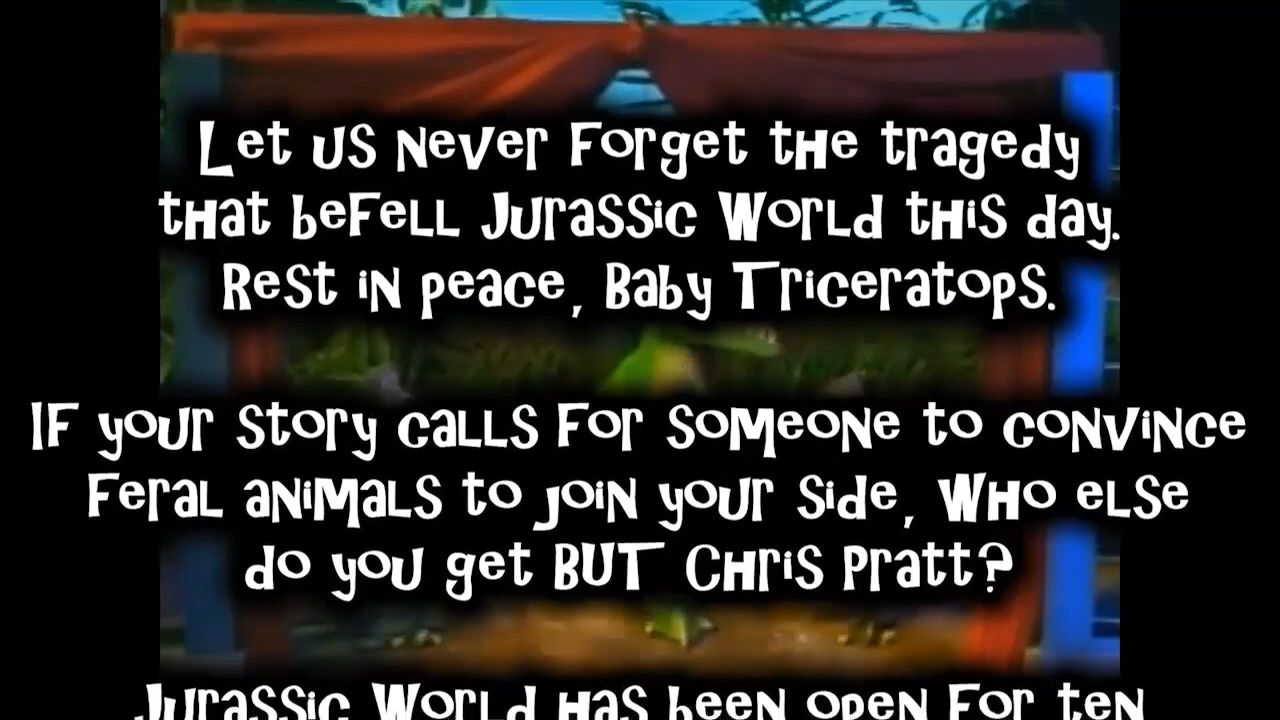 Let us never forget the tragedy
that befell Jurassic World this day.
Rest in peace, Baby Triceratops.
If your story calls for someone to convince
feral animals to join your side, who else
do you get BUT Chris Pratt?
Jurassic World has been open for ten